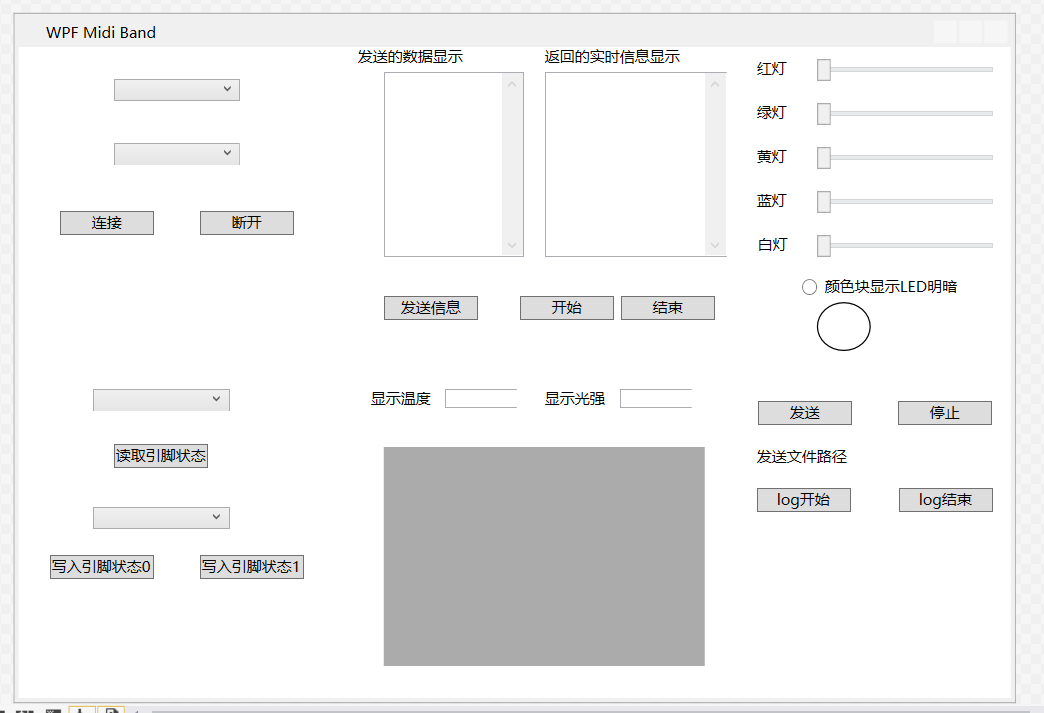 WPF Midi Band
发送的数据显示
返回的实时信息显示
红灯
绿灯
黄灯
蓝灯
白灯
连接
断开
颜色块显示LED明暗
发送信息
开始
结束
显示温度
显示光强
发送
停止
读取引脚状态
发送文件路径
log开始
log结束
写入引脚状态0
写入引脚状态1